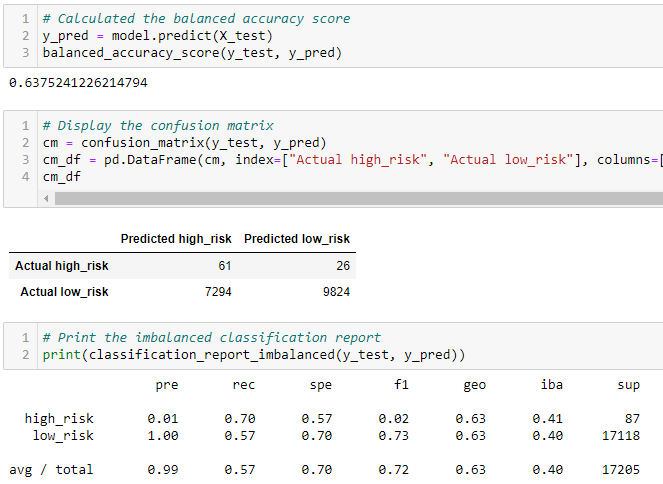 1 # Calculated the balanced accuracy score
2 y_pred = model.predict(X_test)
3 balanced_accuracy_score(y_test, y_pred)
0.6375241226214794
1 # Display the confusion matrix
2 cm = confusion_matrix(y_test, y_pred)
3 cm_df = pd.DataFrame(cm, index=["Actual high_risk", "Actual low_risk"], columns=[
4 cm_df
Predicted high_risk Predicted low_risk
Actual high_risk 61 26
Actual low_risk 7294 9824
1 # Print the imbalanced classification report
2 print(classification_report_imbalanced(y_test, y_pred))
pre rec spe f1 geo iba sup
high_risk 0.01 0.70 0.57 0.02 0.63 0.41 87
low_risk 1.00 0.57 0.70 0.73 0.63 0.40 17118
avg / total 0.99 0.57 0.70 0.72 0.63 0.40 17205